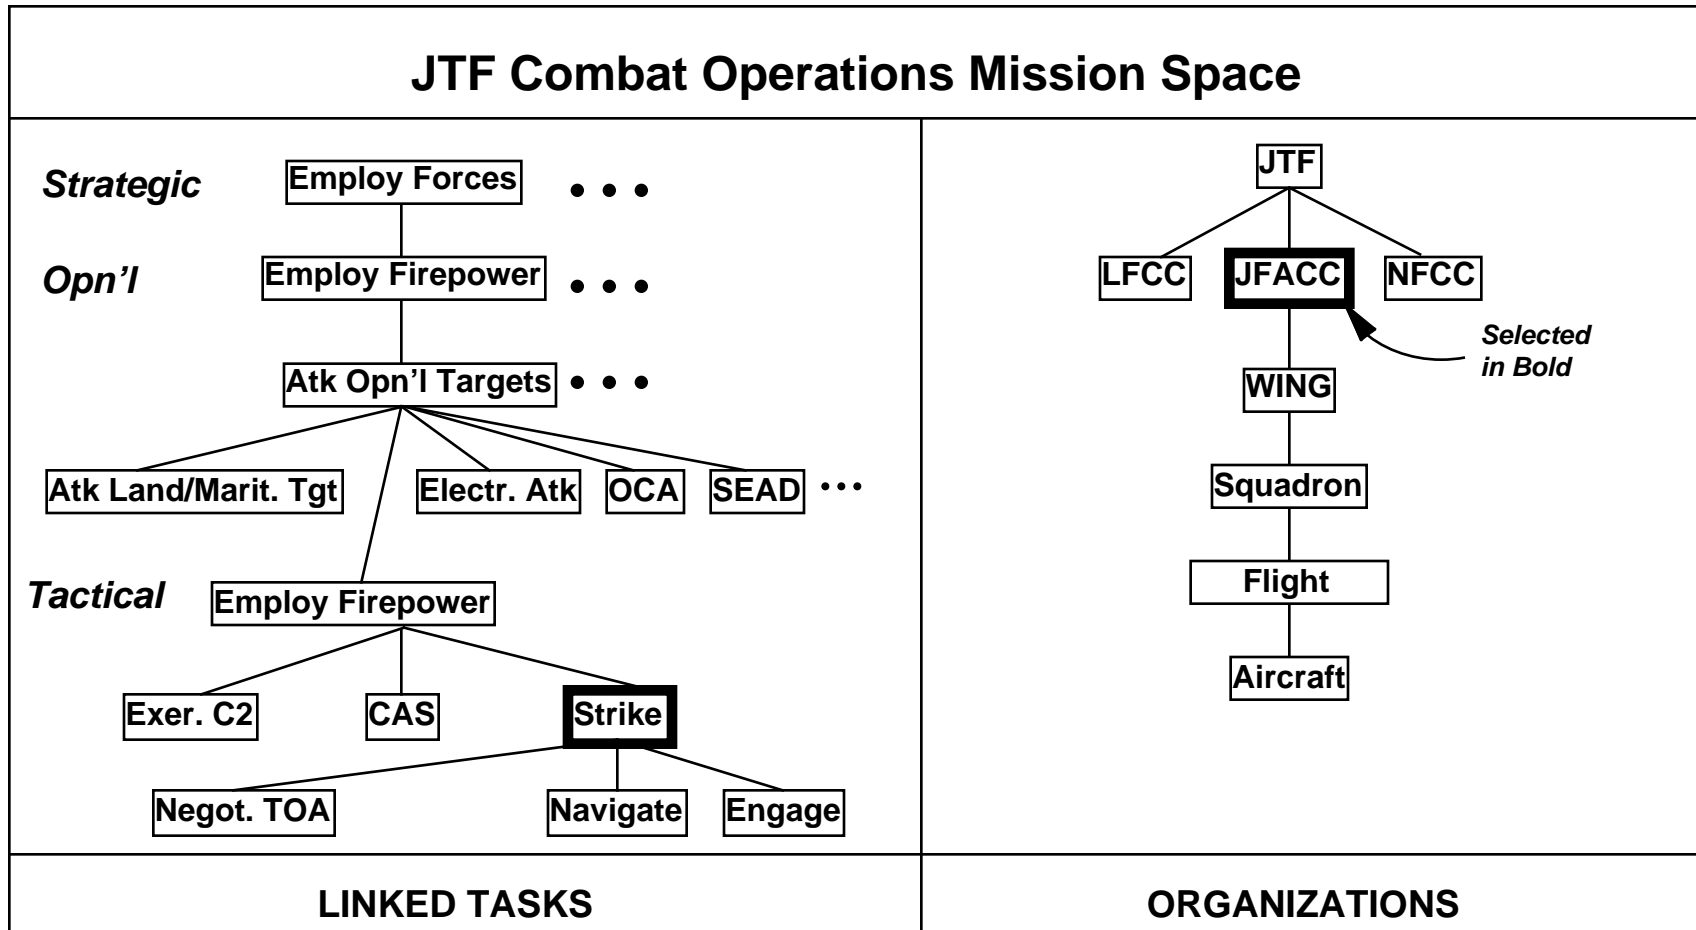 JTF Combat Operations Mission Space
Strategic
Employ Forces
• • •
Opn'l
Employ Firepower
• • •
Atk Opn'l Targets
• • •
Atk Land/Marit. Tgt
Electr. Atk
OCA
SEAD
•••
Tactical
Employ Firepower
Exer. C2
CAS
Strike
Negot. TOA
Navigate
Engage
LINKED TASKS
JTF
LFCC
JFACC
NFCC
Selected
in Bold
WING
Squadron
Flight
Aircraft
ORGANIZATIONS